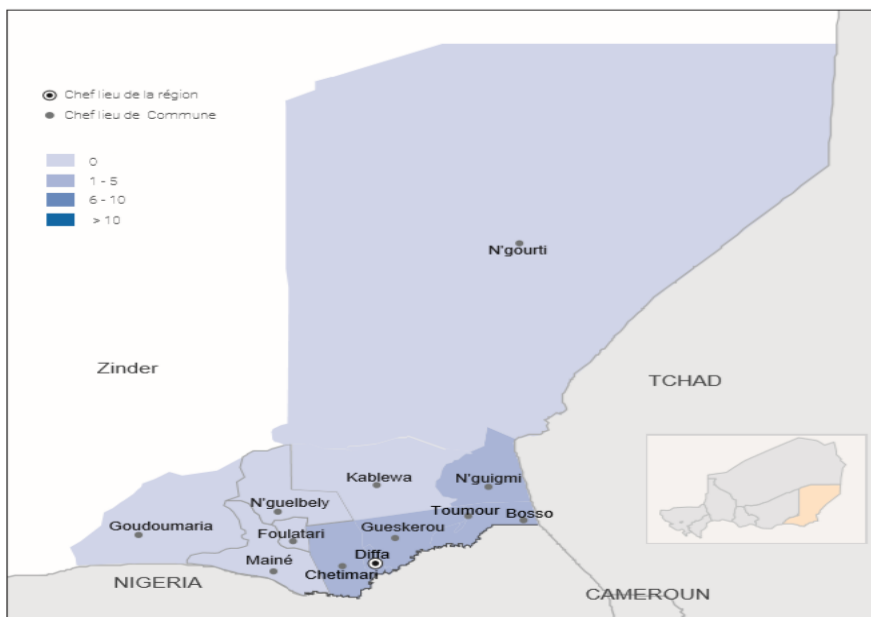 Chef lieu de la région
Chef lieu de Commune
0
1 - 5
6 - 10
> 10
N'gourti
Zinder
TCHAD
Kablewa
N'guigmi
N'guelbely
Toumour
Bosso
Goudoumaria
Gueskerou
Foulatari
Diffa
Mainé
Chetimari
NIGERIA
CAMEROUN